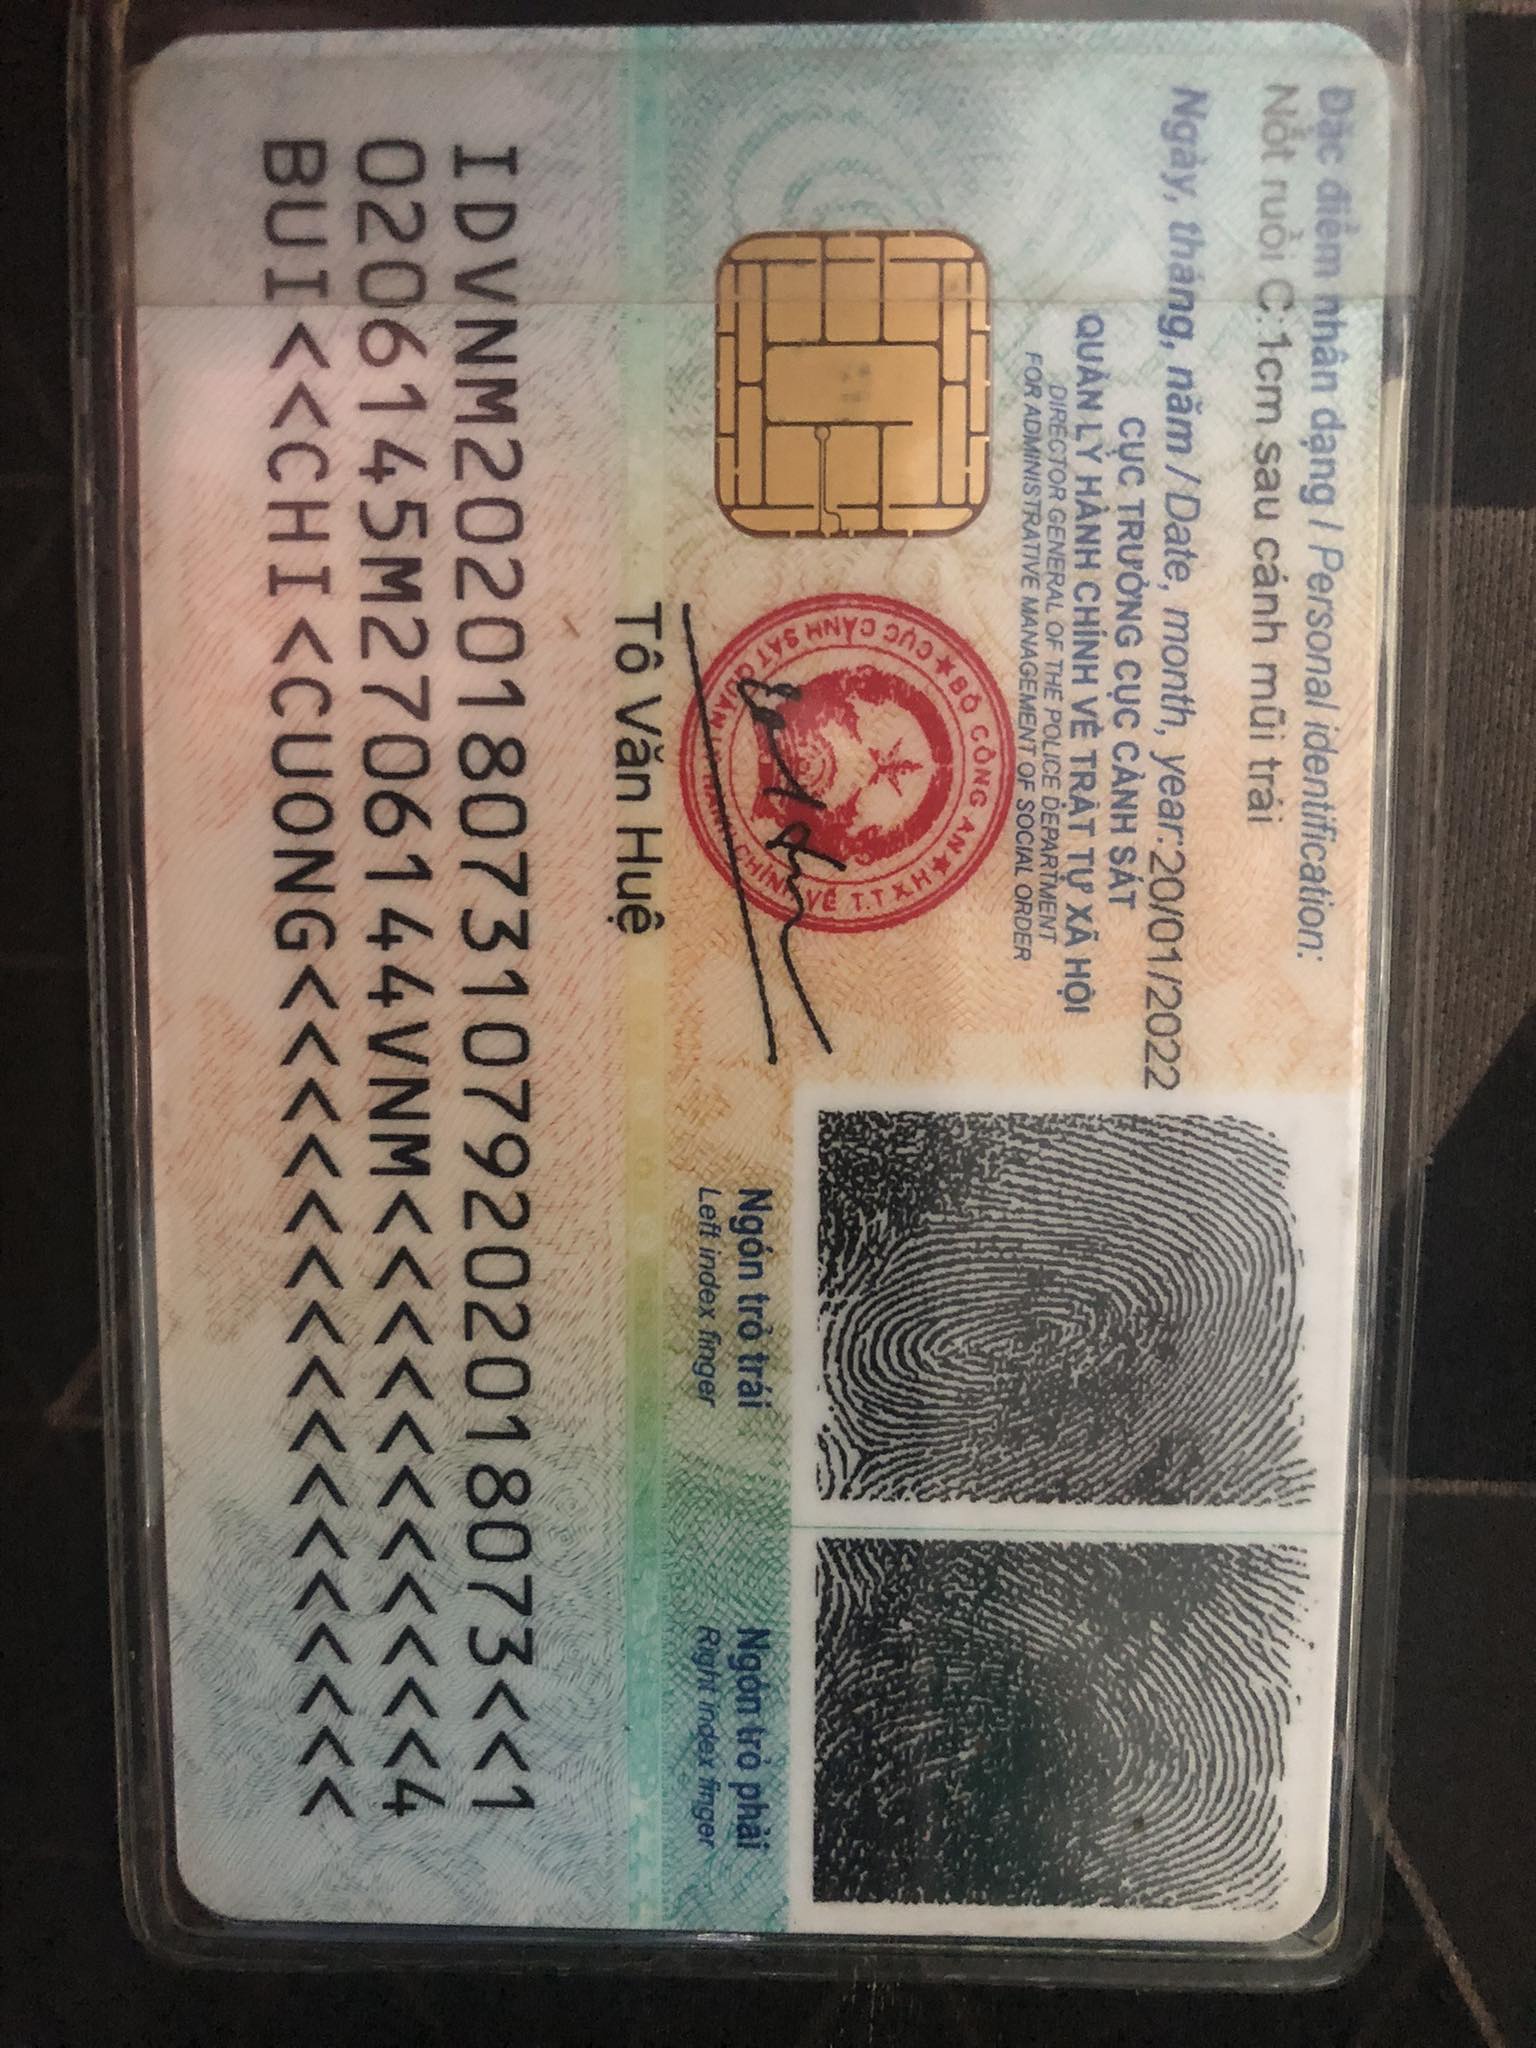 Đặc điểm nhân dạng / Personal identification:
Nốt ruồi C:1cm sau cánh mũi trái
Ngày, tháng, năm / Date, month, year:20/01/2022
CỤC TRƯỞNG CỤC CẢNH SÁT
QUẢN LÝ HÀNH CHÍNH VỀ TRẬT TỰ XÃ HỘI
DIRECTOR GENERAL OF THE POLICE DEPARTMENT
FOR ADMINISTRATIVE MANAGEMENT OF SOCIAL ORDER
BỘ CÔNG AN
CỤC CẢNH SÁT QUẢN LÝ HÀNH CHÍNH VỀ T.T.X.H
Tô Văn Huệ
Ngón trỏ trái
Left index finger
Ngón trỏ phải
Right index finger
IDVNM2020180731079202018073<<1
0206145M2706144VNM<<<<<<<<<<<4
BUI<<CHI<CUONG<<<<<<<<<<<<<<<<